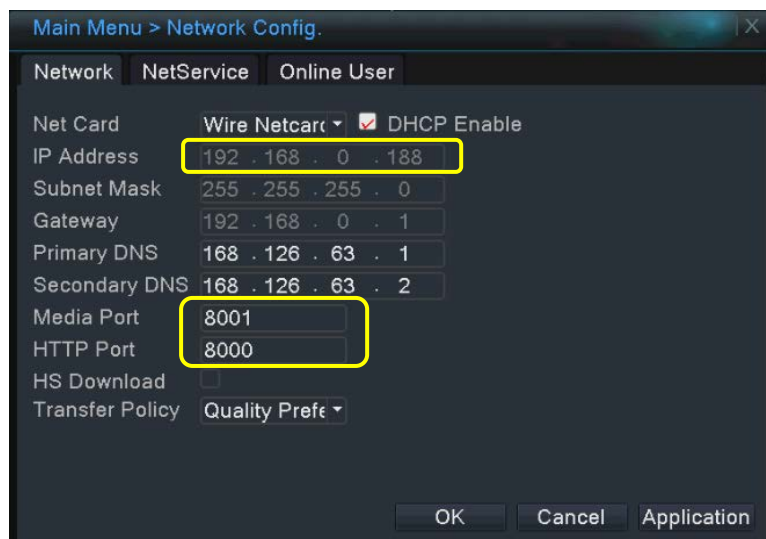 Main Menu > Network Config.
X
Network NetService Online User
Net Card Wire Netcar DHCP Enable
IP Address 192 . 168 . 0 . 188
Subnet Mask 255 . 255 . 255 . 0
Gateway 192 . 168 . 0 . 1
Primary DNS 168 . 126 . 63 . 1
Secondary DNS 168 . 126 . 63 . 2
Media Port 8001
HTTP Port 8000
HS Download
Transfer Policy Quality Prefe
OK Cancel Application